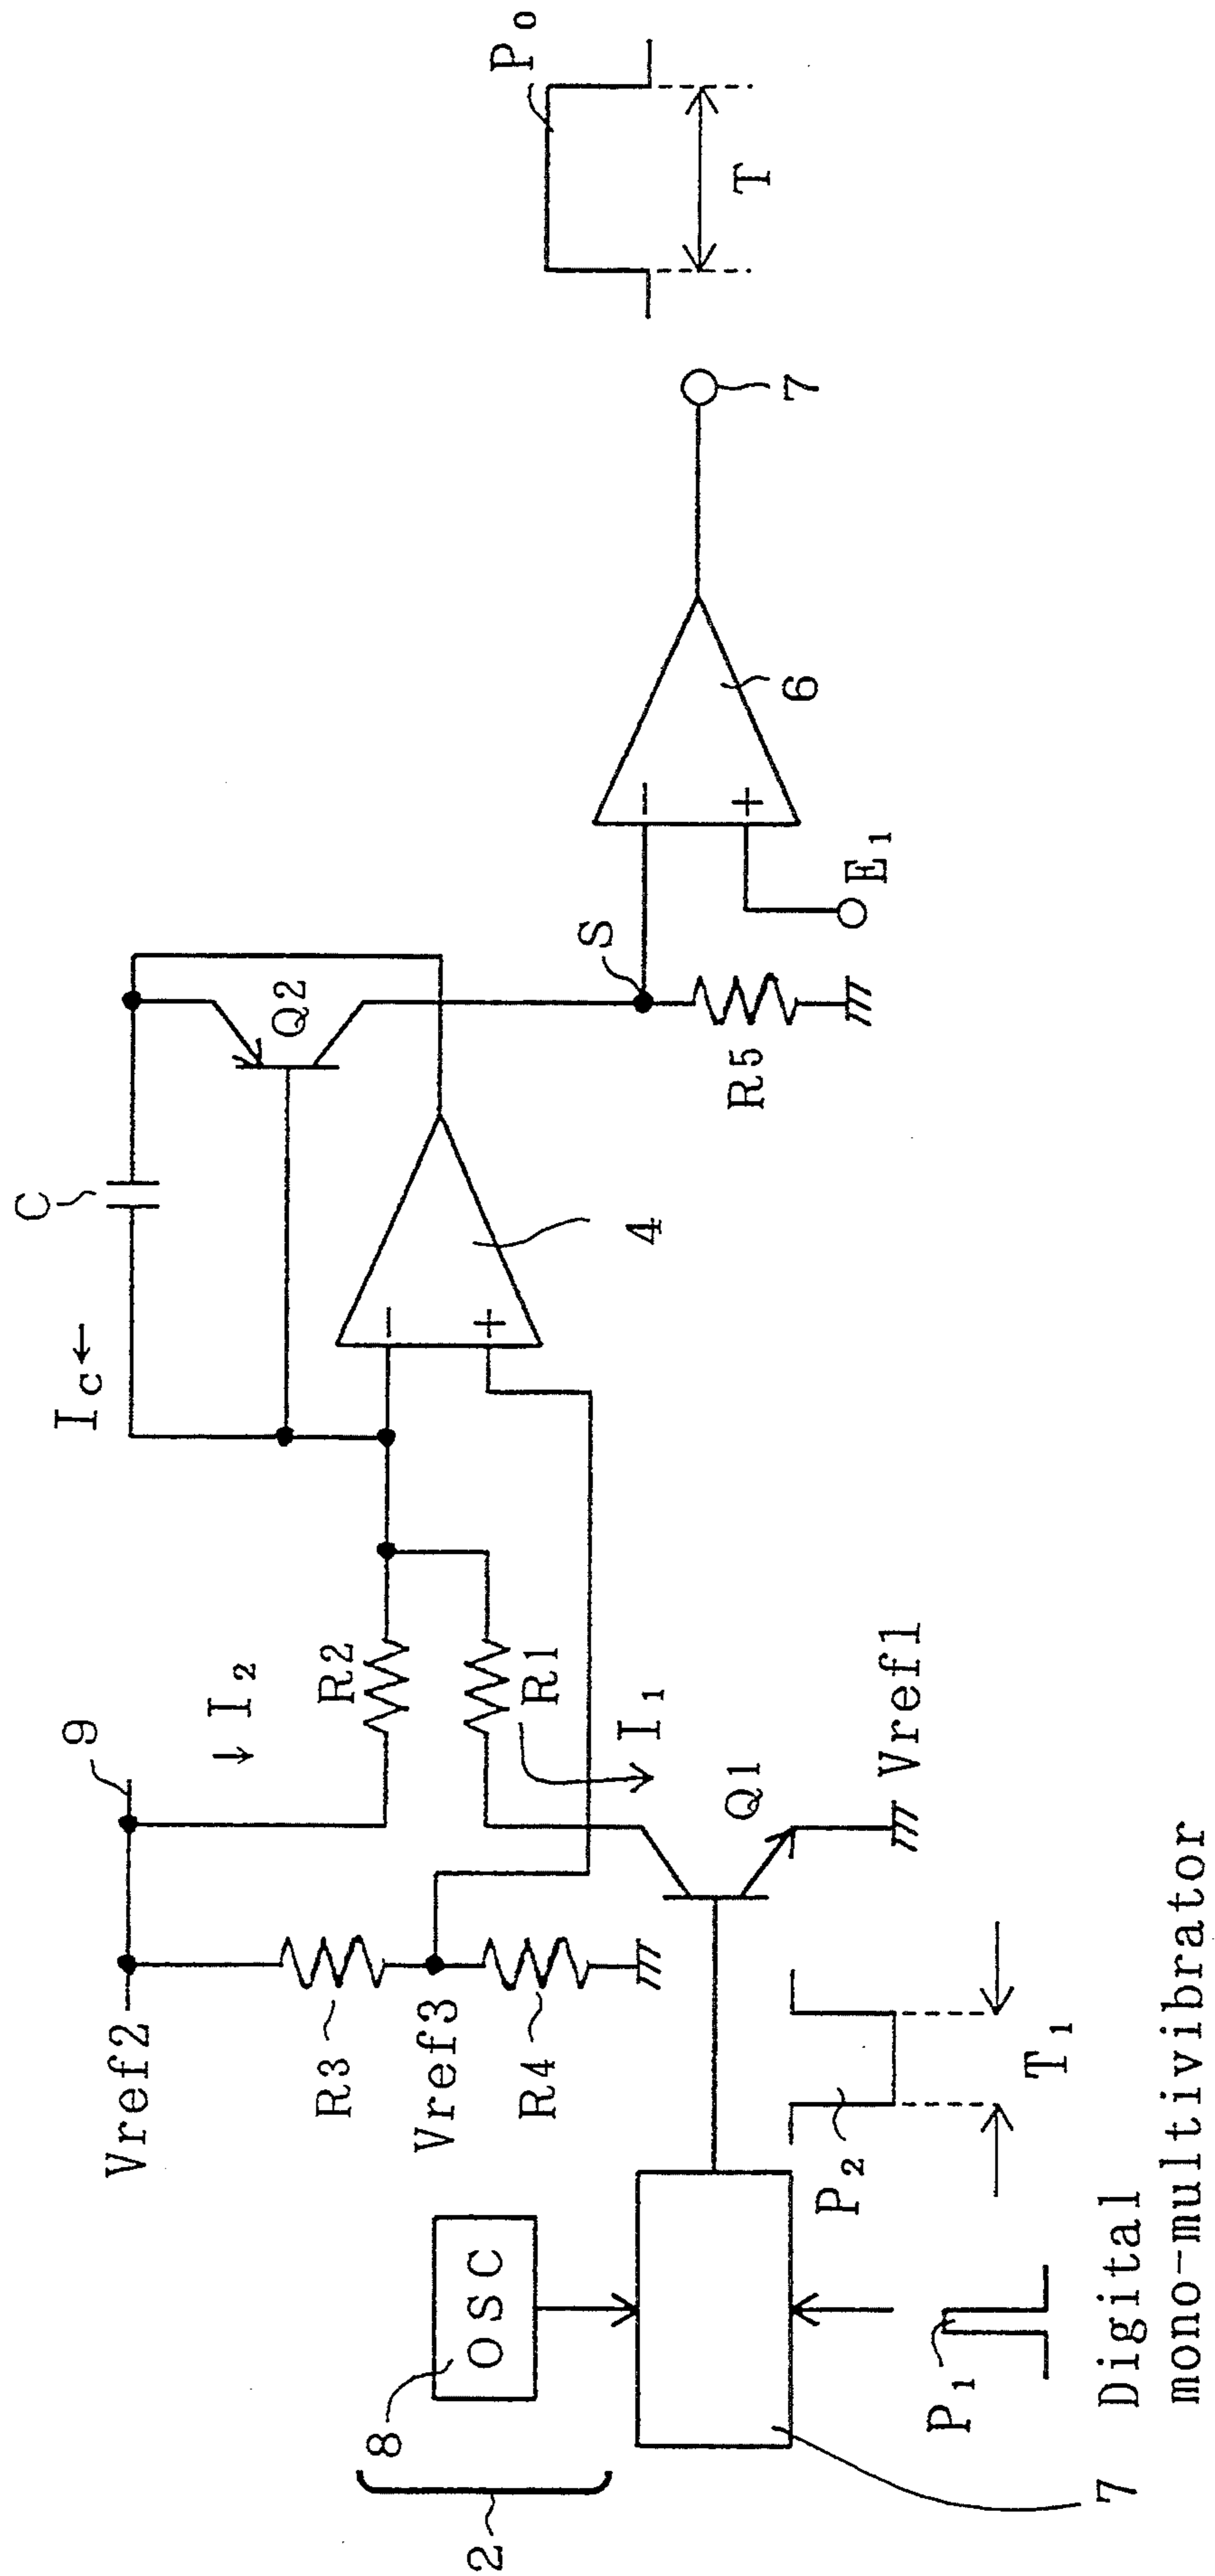 2
8
OSC
7
Digital
mono-multivibrator
P₁
P₂
T₁
Vref2
R3
Vref3
R4
9
I₂
R2
R1
I₁
Q1
Vref1
Ic
C
4
−
+
Q2
S
R5
E₁
−
+
6
7
P₀
T